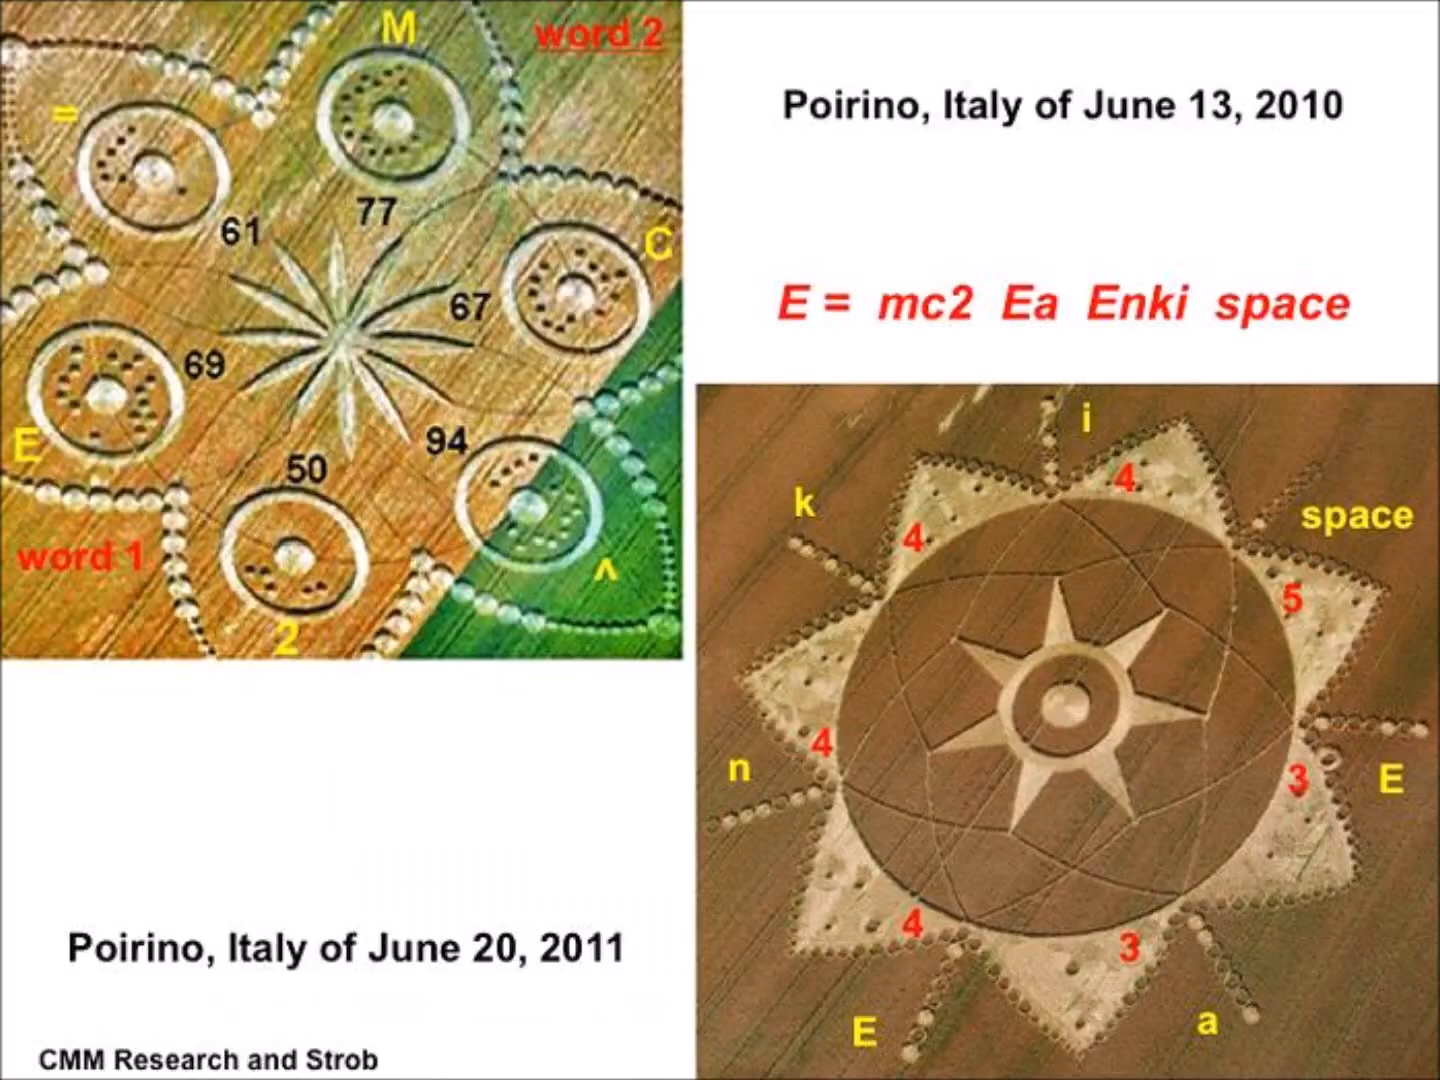 M
word 2
=
Poirino, Italy of June 13, 2010
61
77
C
67
E = mc2 Ea Enki space
69
E
94
50
word 1
^
2
i
4
k
4
space
5
4
n
3
E
4
3
E
a
Poirino, Italy of June 20, 2011
CMM Research and Strob